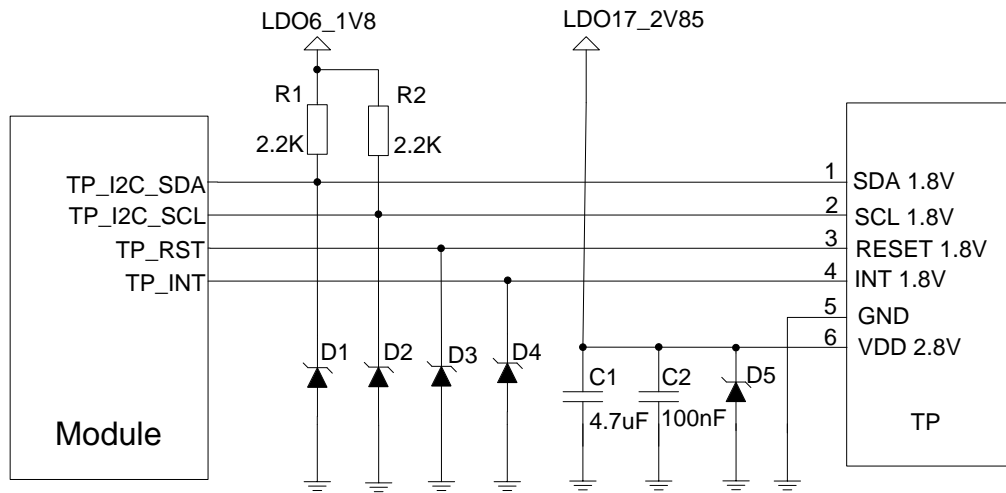 LDO6_1V8
LDO17_2V85
R1
R2
2.2K
2.2K
TP_I2C_SDA
TP_I2C_SCL
TP_RST
TP_INT
1
SDA 1.8V
2
SCL 1.8V
3
RESET 1.8V
4
INT 1.8V
5
GND
6
VDD 2.8V
D1
D2
D3
D4
C1
C2
D5
4.7uF
100nF
Module
TP